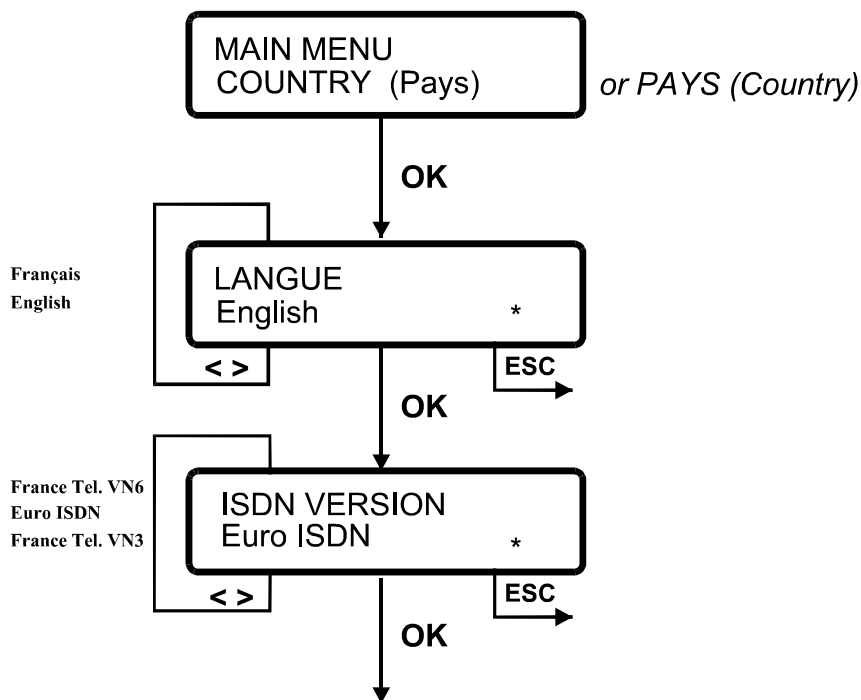 MAIN MENU
COUNTRY (Pays)
or PAYS (Country)
OK
Français
English
LANGUE
English *
< >
ESC
OK
France Tel. VN6
Euro ISDN
France Tel. VN3
ISDN VERSION
Euro ISDN *
< >
ESC
OK